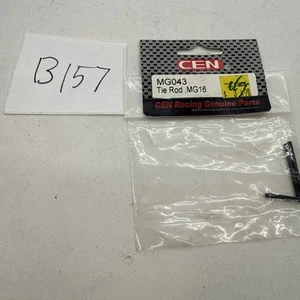 B157
CEN
MG043
Tie Rod ,MG16
CEN Racing Genuine Parts